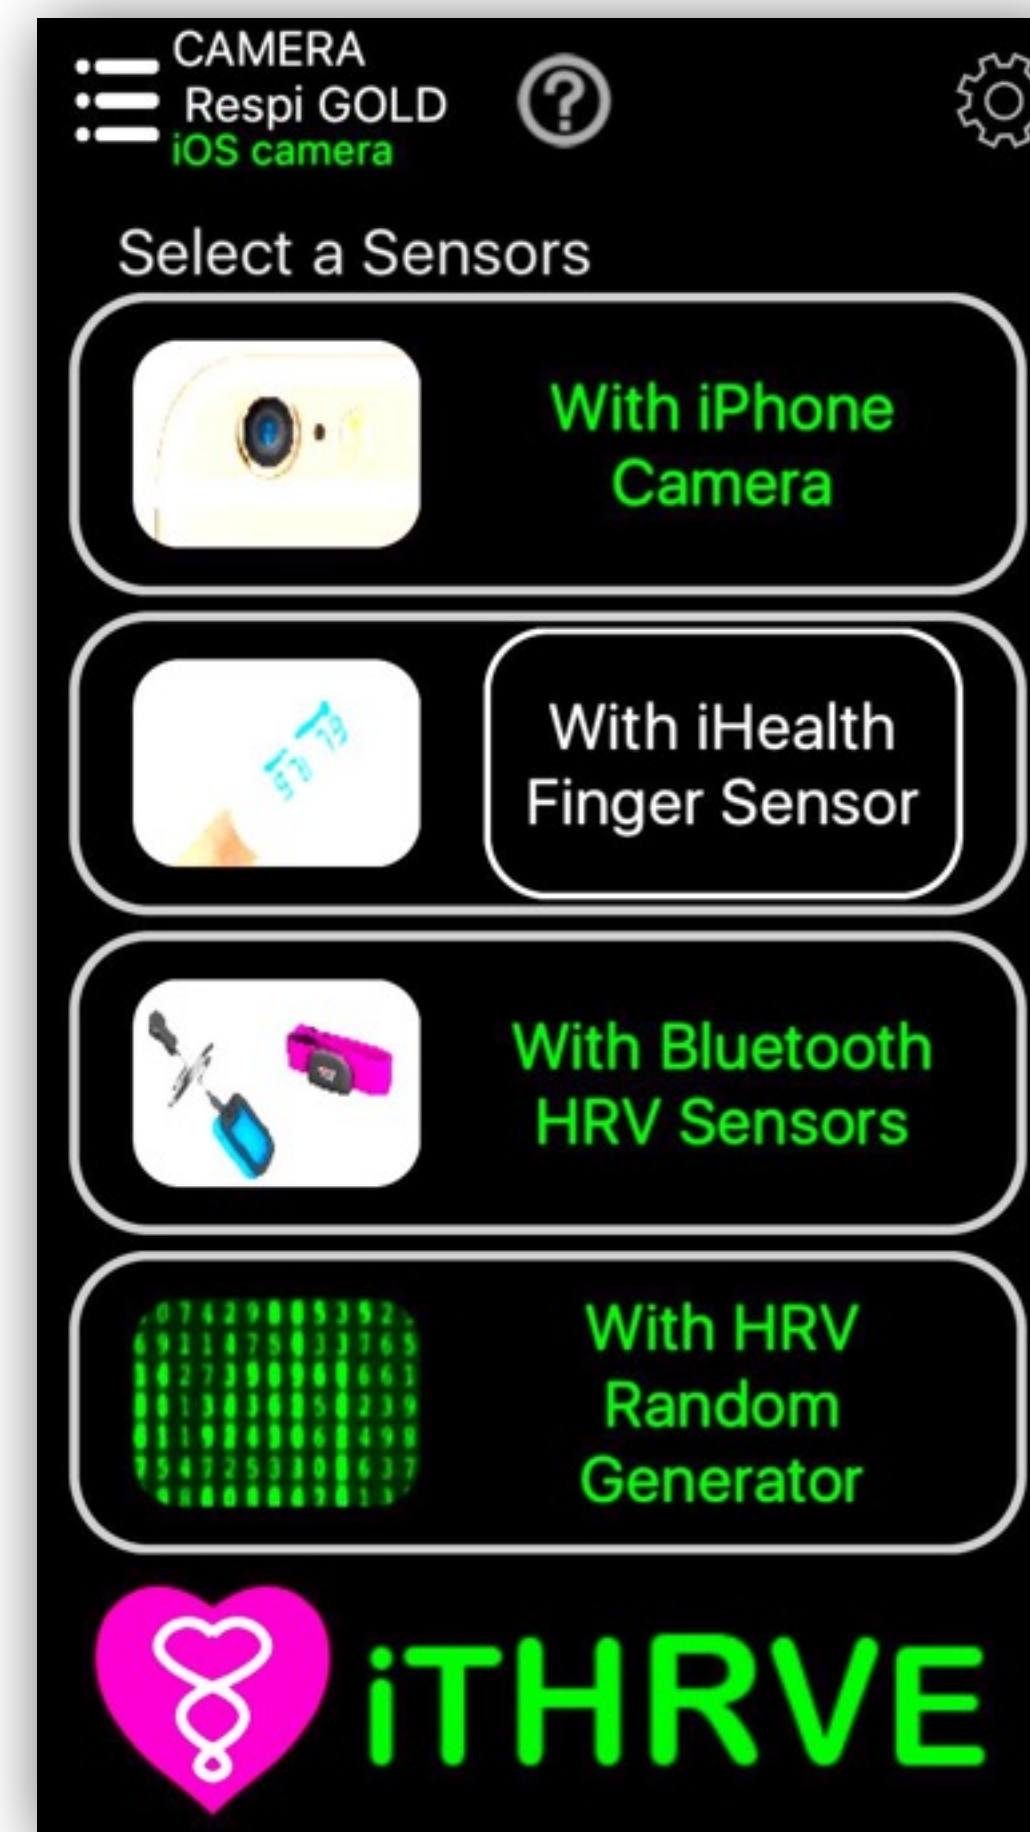 CAMERA
Respi GOLD
iOS camera
Select a Sensors
With iPhone
Camera
With iHealth
Finger Sensor
With Bluetooth
HRV Sensors
With HRV
Random
Generator
iTHRVE